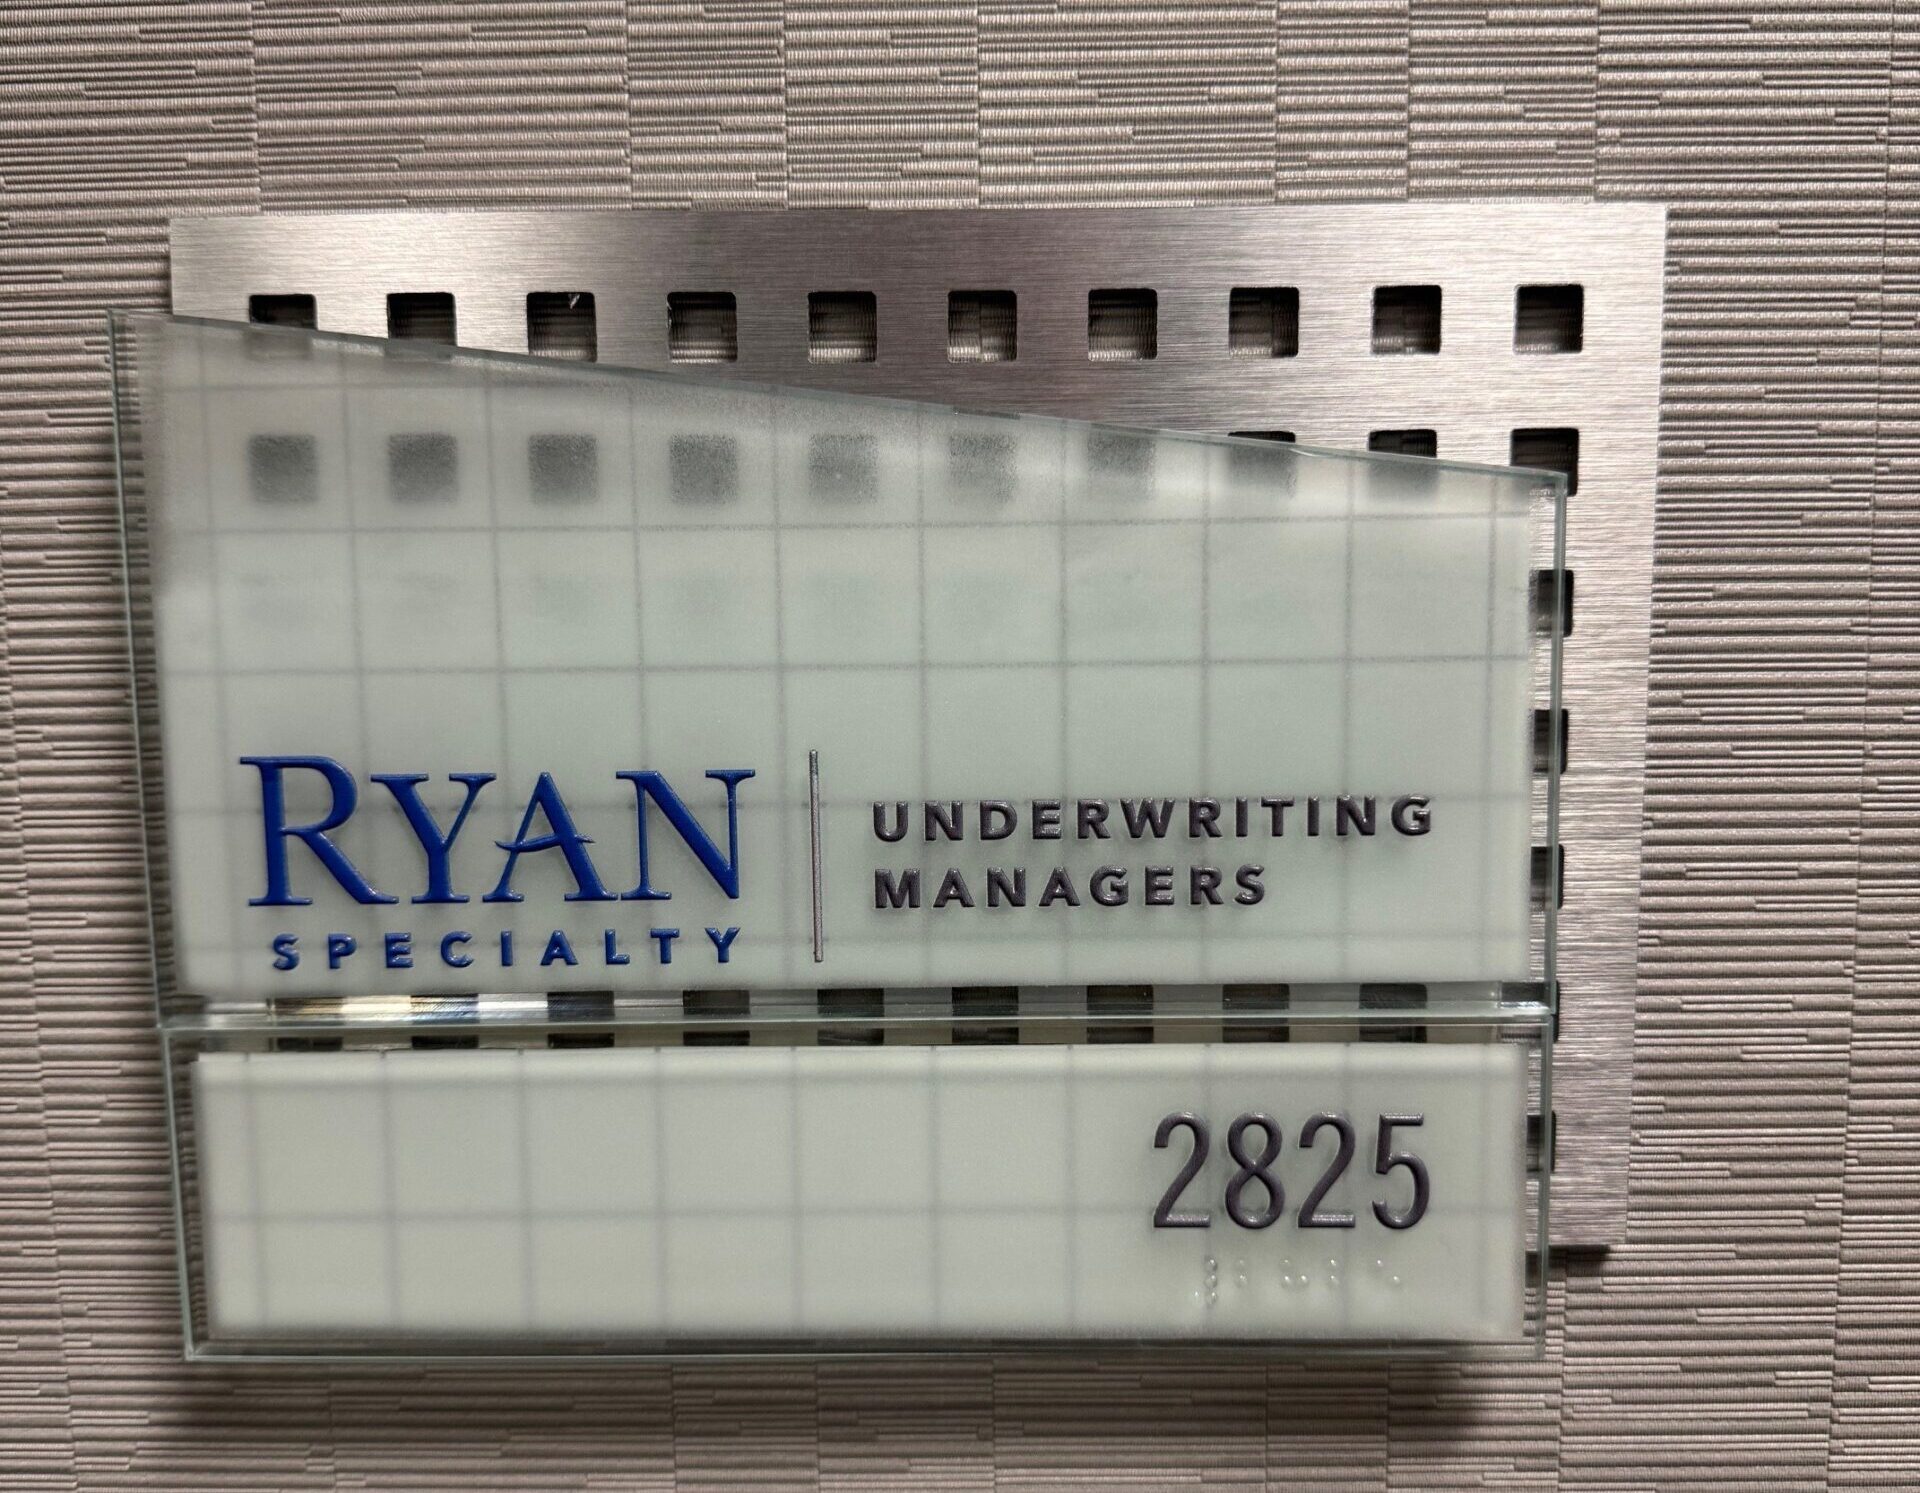 RYAN
SPECIALTY
UNDERWRITING
MANAGERS
2825